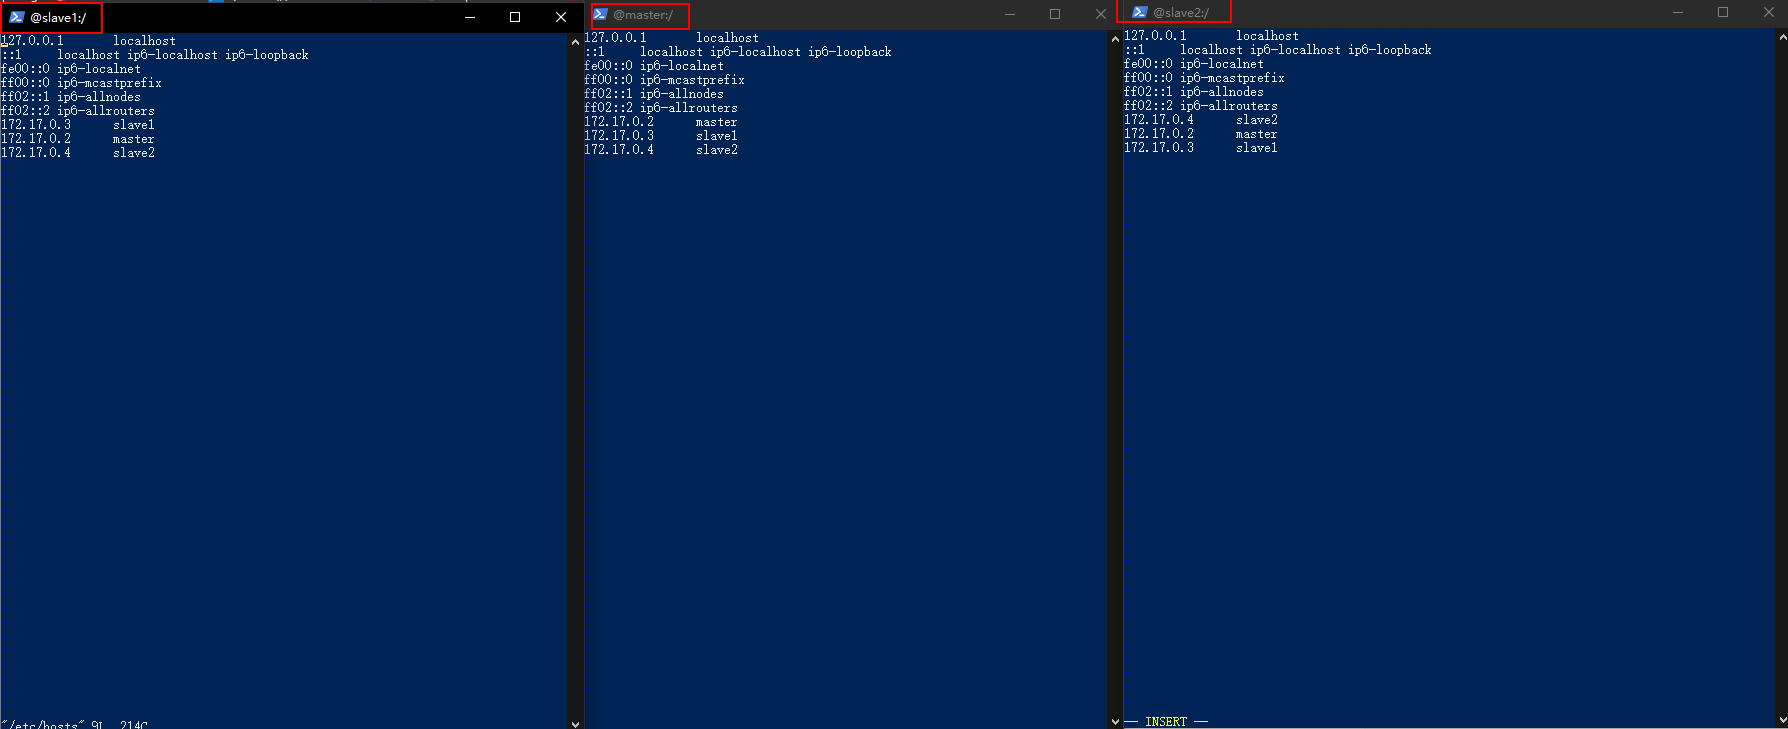 @slave1:/
127.0.0.1 localhost
::1 localhost ip6-localhost ip6-loopback
fe00::0 ip6-localnet
ff00::0 ip6-mcastprefix
ff02::1 ip6-allnodes
ff02::2 ip6-allrouters
172.17.0.3 slave1
172.17.0.2 master
172.17.0.4 slave2
"/etc/hosts" 9L, 214C
@master:/
127.0.0.1 localhost
::1 localhost ip6-localhost ip6-loopback
fe00::0 ip6-localnet
ff00::0 ip6-mcastprefix
ff02::1 ip6-allnodes
ff02::2 ip6-allrouters
172.17.0.2 master
172.17.0.3 slave1
172.17.0.4 slave2
@slave2:/
127.0.0.1 localhost
::1 localhost ip6-localhost ip6-loopback
fe00::0 ip6-localnet
ff00::0 ip6-mcastprefix
ff02::1 ip6-allnodes
ff02::2 ip6-allrouters
172.17.0.4 slave2
172.17.0.2 master
172.17.0.3 slave1
-- INSERT --